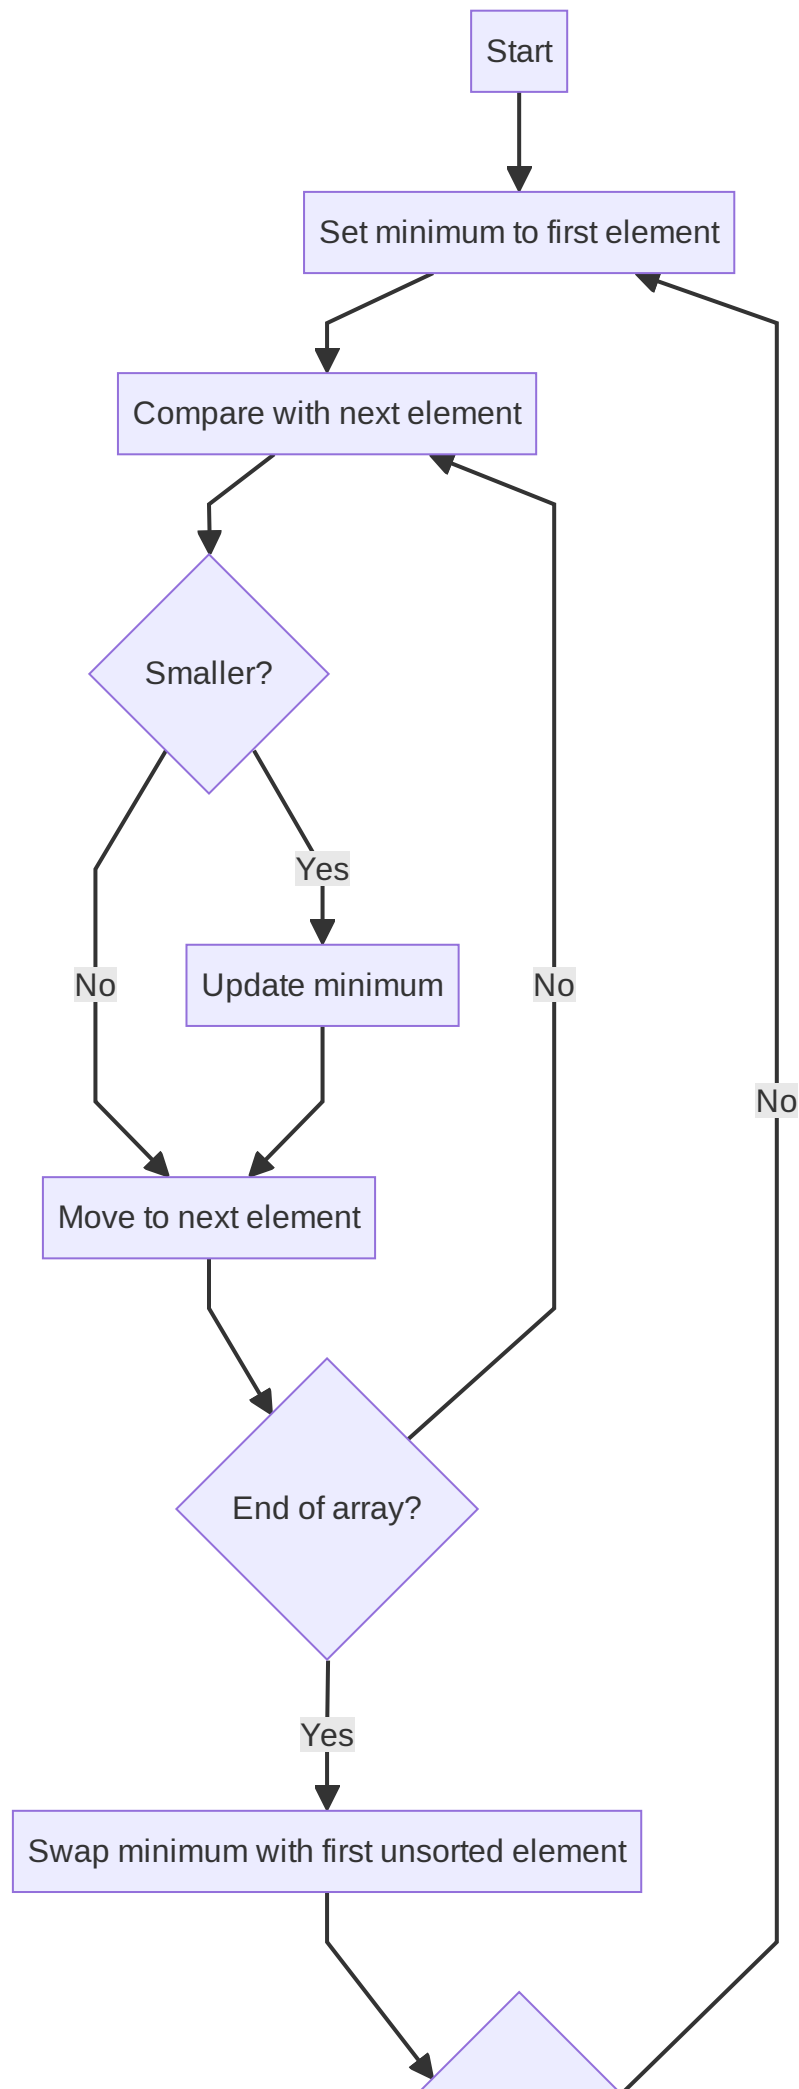 Start
Set minimum to first element
Compare with next element
Smaller?
Yes
No
Update minimum
No
No
Move to next element
End of array?
Yes
Swap minimum with first unsorted element